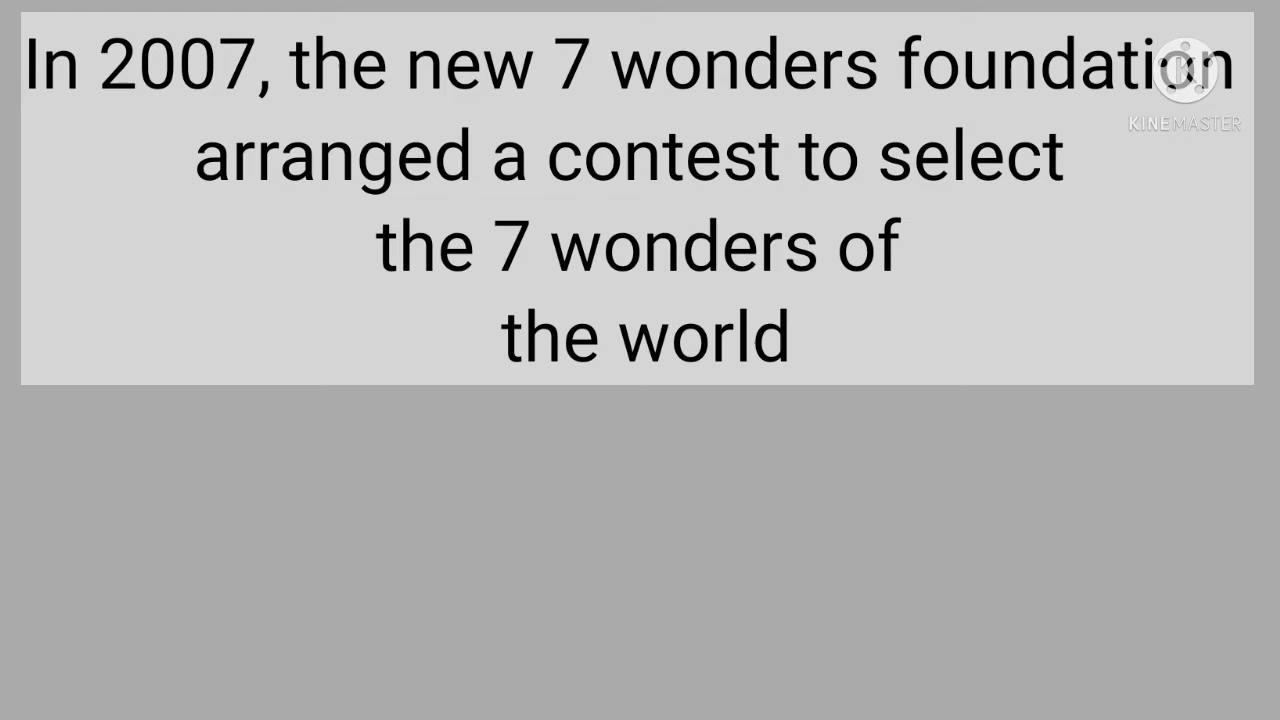 In 2007, the new 7 wonders foundation
arranged a contest to select
the 7 wonders of
the world
KINEMASTER